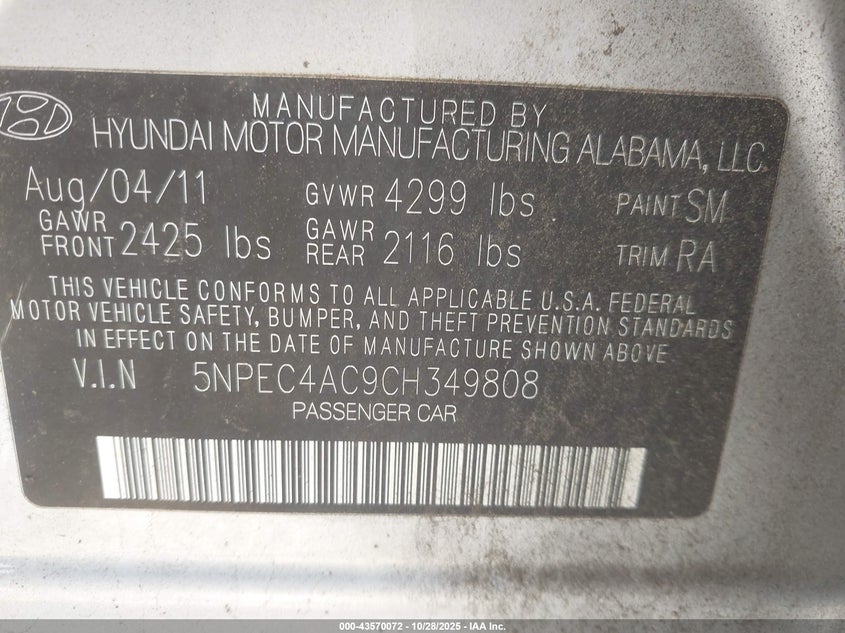 MANUFACTURED BY
HYUNDAI MOTOR MANUFACTURING ALABAMA, LLC
Aug/04/11 GVWR 4299 lbs PAINT SM
GAWR FRONT 2425 lbs GAWR REAR 2116 lbs TRIM RA
THIS VEHICLE CONFORMS TO ALL APPLICABLE U.S.A. FEDERAL
MOTOR VEHICLE SAFETY, BUMPER, AND THEFT PREVENTION STANDARDS
IN EFFECT ON THE DATE OF MANUFACTURE SHOWN ABOVE
V.I.N 5NPEC4AC9CH349808
PASSENGER CAR
000-43570072 - 10/28/2025 - IAA Inc.